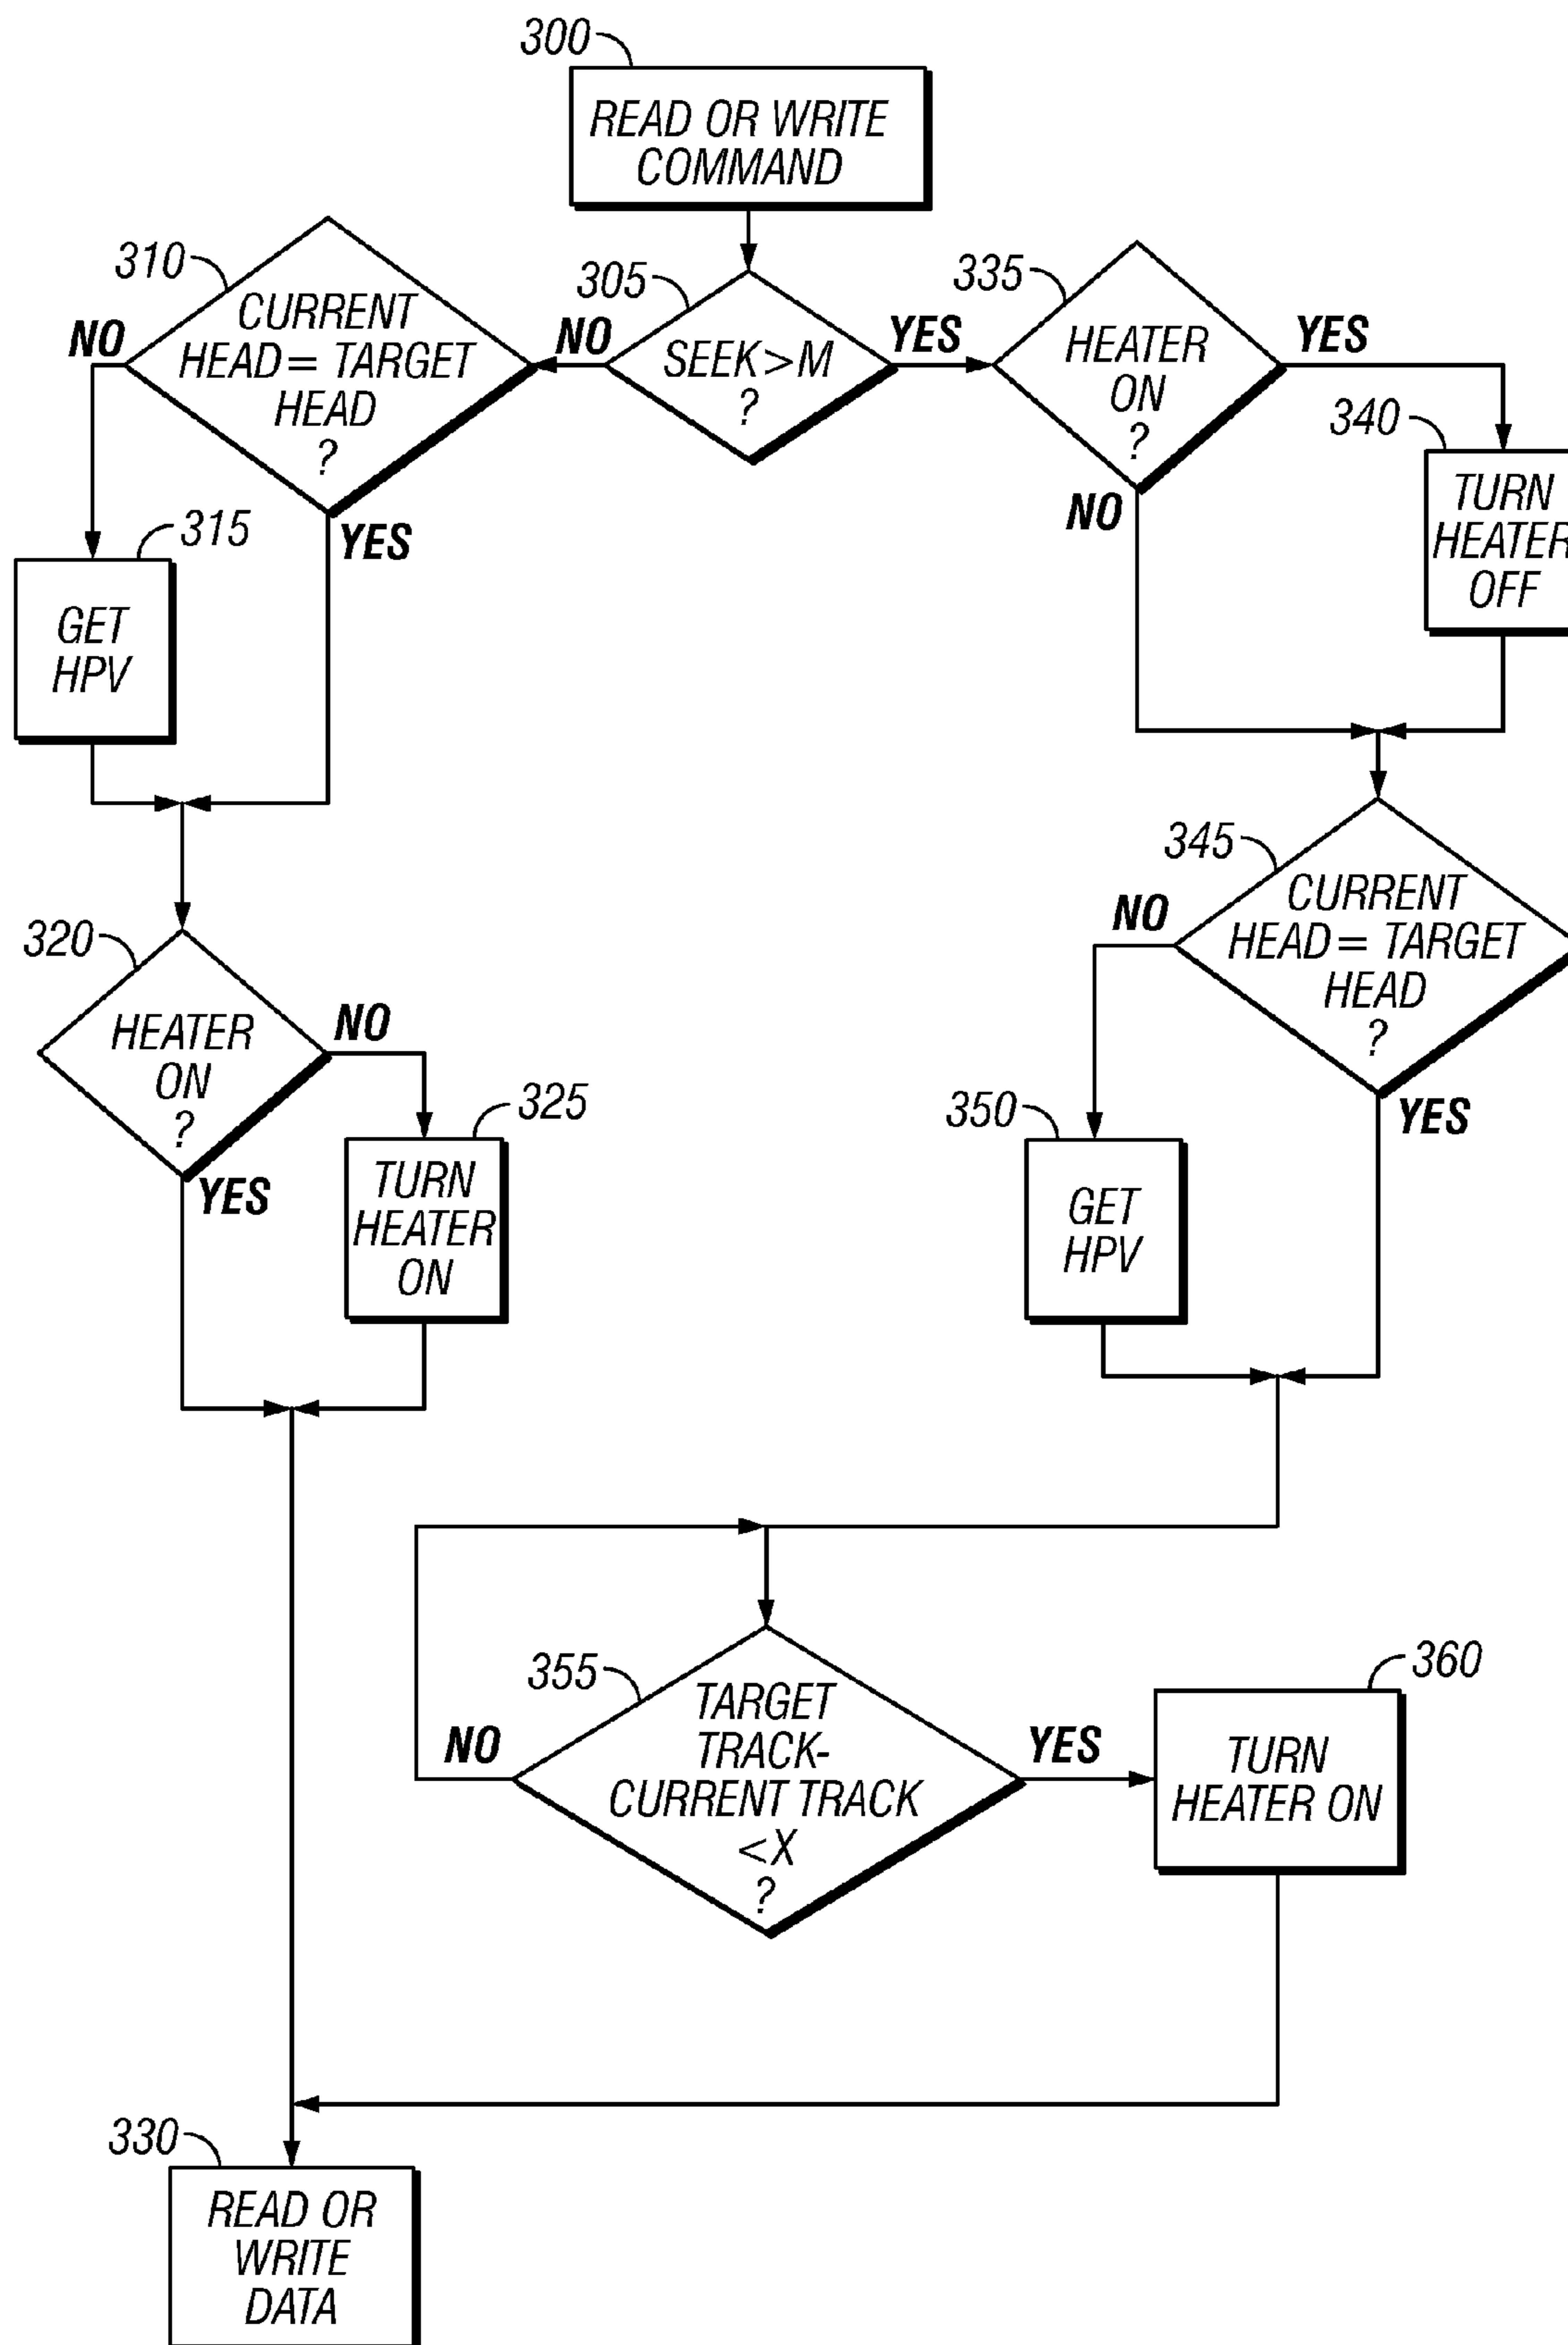 300
READ OR WRITE
COMMAND
310
CURRENT
HEAD = TARGET
HEAD
?
NO
YES
305
SEEK>M
?
NO
YES
335
HEATER
ON
?
YES
NO
340
TURN
HEATER
OFF
315
GET
HPV
345
CURRENT
HEAD = TARGET
HEAD
?
NO
YES
320
HEATER
ON
?
NO
YES
325
TURN
HEATER
ON
350
GET
HPV
355
TARGET
TRACK-
CURRENT TRACK
<X
?
NO
YES
360
TURN
HEATER ON
330
READ OR
WRITE
DATA